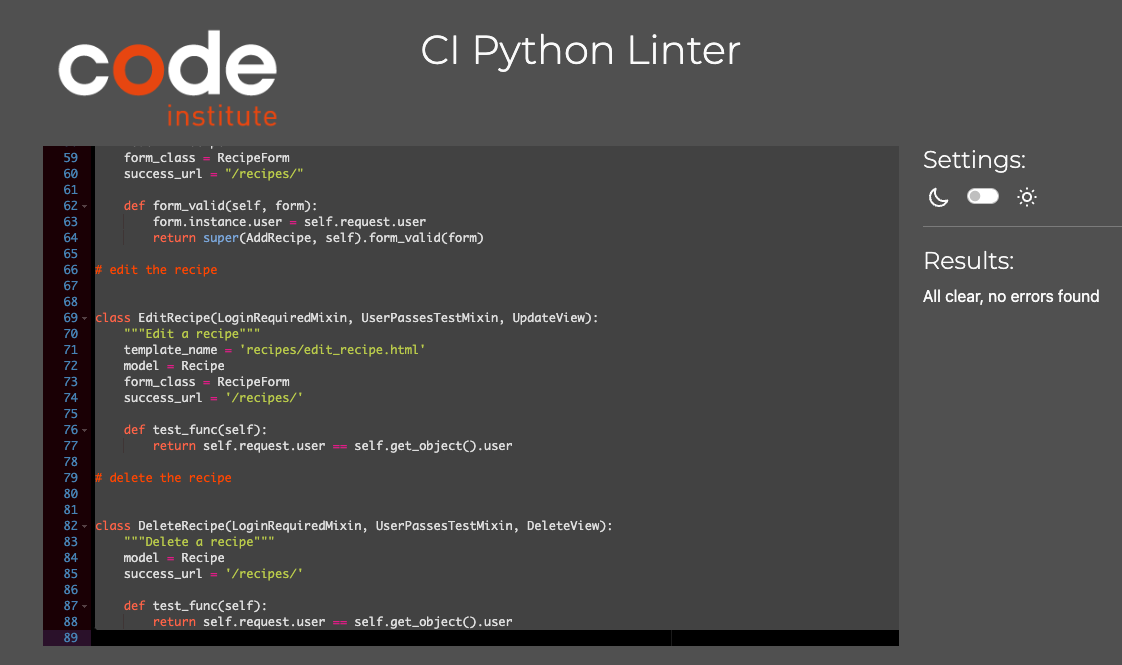 code
institute
CI Python Linter
59 form_class = RecipeForm
60 success_url = "/recipes/"
61
62 def form_valid(self, form):
63 form.instance.user = self.request.user
64 return super(AddRecipe, self).form_valid(form)
65
66 # edit the recipe
67
68
69 class EditRecipe(LoginRequiredMixin, UserPassesTestMixin, UpdateView):
70 """Edit a recipe"""
71 template_name = 'recipes/edit_recipe.html'
72 model = Recipe
73 form_class = RecipeForm
74 success_url = '/recipes/'
75
76 def test_func(self):
77 return self.request.user == self.get_object().user
78
79 # delete the recipe
80
81
82 class DeleteRecipe(LoginRequiredMixin, UserPassesTestMixin, DeleteView):
83 """Delete a recipe"""
84 model = Recipe
85 success_url = '/recipes/'
86
87 def test_func(self):
88 return self.request.user == self.get_object().user
89
Settings:
Results:
All clear, no errors found